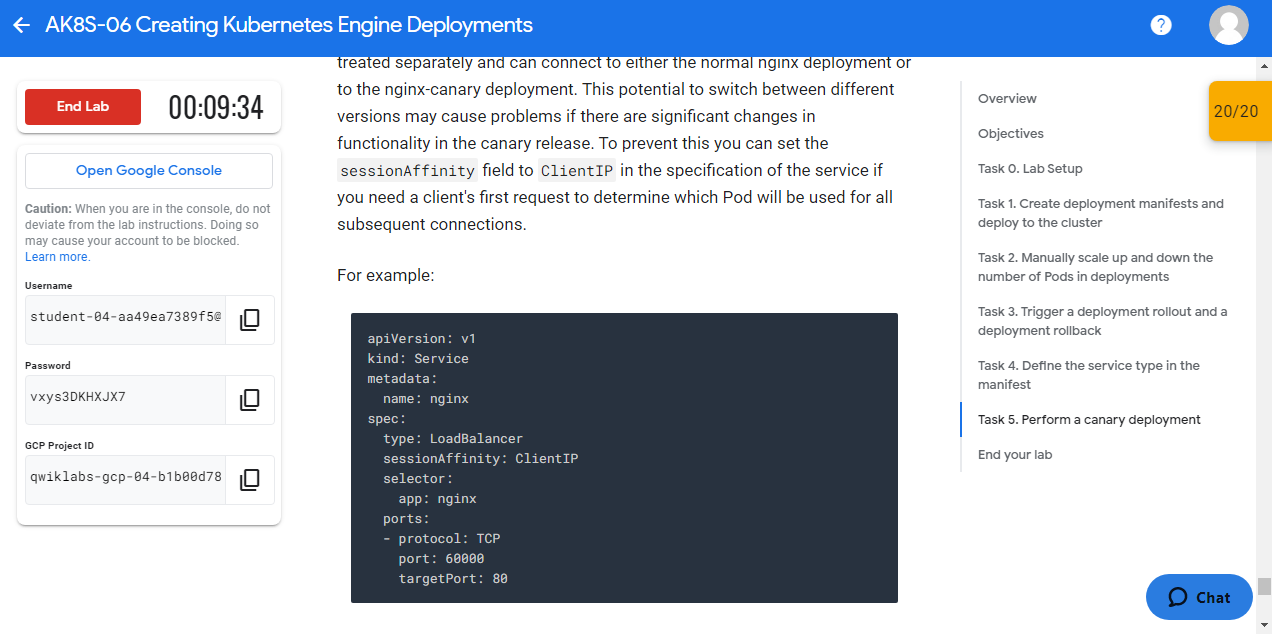 AK8S-06 Creating Kubernetes Engine Deployments
?
End Lab
00:09:34
Open Google Console
Caution: When you are in the console, do not
deviate from the lab instructions. Doing so
may cause your account to be blocked.
Learn more.
Username
student-04-aa49ea7389f5@
Password
vxys3DKHXJX7
GCP Project ID
qwiklabs-gcp-04-b1b00d78
treated separately and can connect to either the normal nginx deployment or
to the nginx-canary deployment. This potential to switch between different
versions may cause problems if there are significant changes in
functionality in the canary release. To prevent this you can set the
sessionAffinity field to ClientIP in the specification of the service if
you need a client's first request to determine which Pod will be used for all
subsequent connections.
For example:
apiVersion: v1
kind: Service
metadata:
  name: nginx
spec:
  type: LoadBalancer
  sessionAffinity: ClientIP
  selector:
    app: nginx
  ports:
  - protocol: TCP
    port: 60000
    targetPort: 80
Overview
Objectives
Task 0. Lab Setup
Task 1. Create deployment manifests and
deploy to the cluster
Task 2. Manually scale up and down the
number of Pods in deployments
Task 3. Trigger a deployment rollout and a
deployment rollback
Task 4. Define the service type in the
manifest
Task 5. Perform a canary deployment
End your lab
20/20
Chat